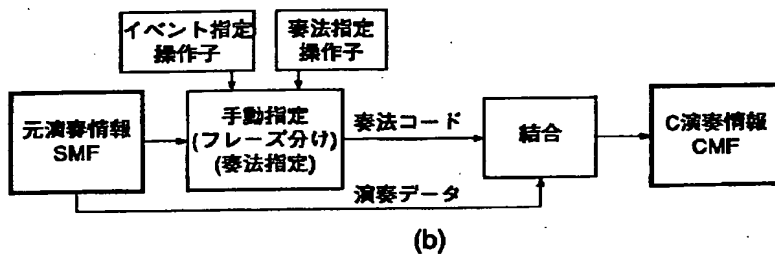 イベント指定
操作子
奏法指定
操作子
元演奏情報
SMF
手動指定
(フレーズ分け)
(奏法指定)
奏法コード
結合
C演奏情報
CMF
演奏データ
(b)